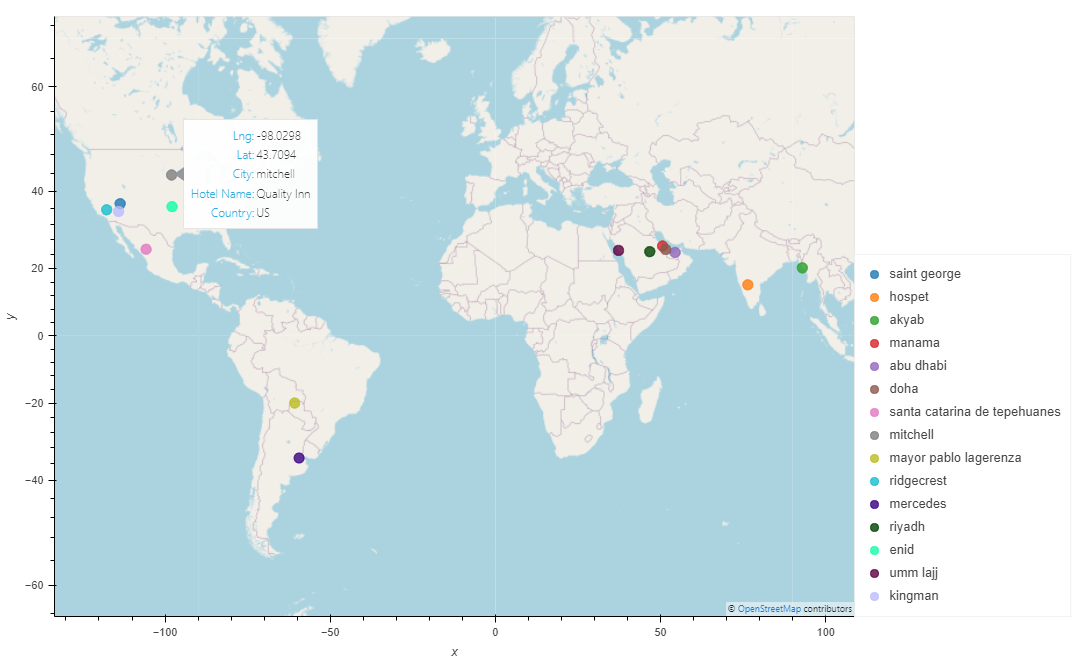 60
40
20
0
−20
−40
−60
y
Lng: -98.0298
Lat: 43.7094
City: mitchell
Hotel Name: Quality Inn
Country: US
saint george
hospet
akyab
manama
abu dhabi
doha
santa catarina de tepehuanes
mitchell
mayor pablo lagerenza
ridgecrest
mercedes
riyadh
enid
umm lajj
kingman
© OpenStreetMap contributors
−100 −50 0 50 100
x